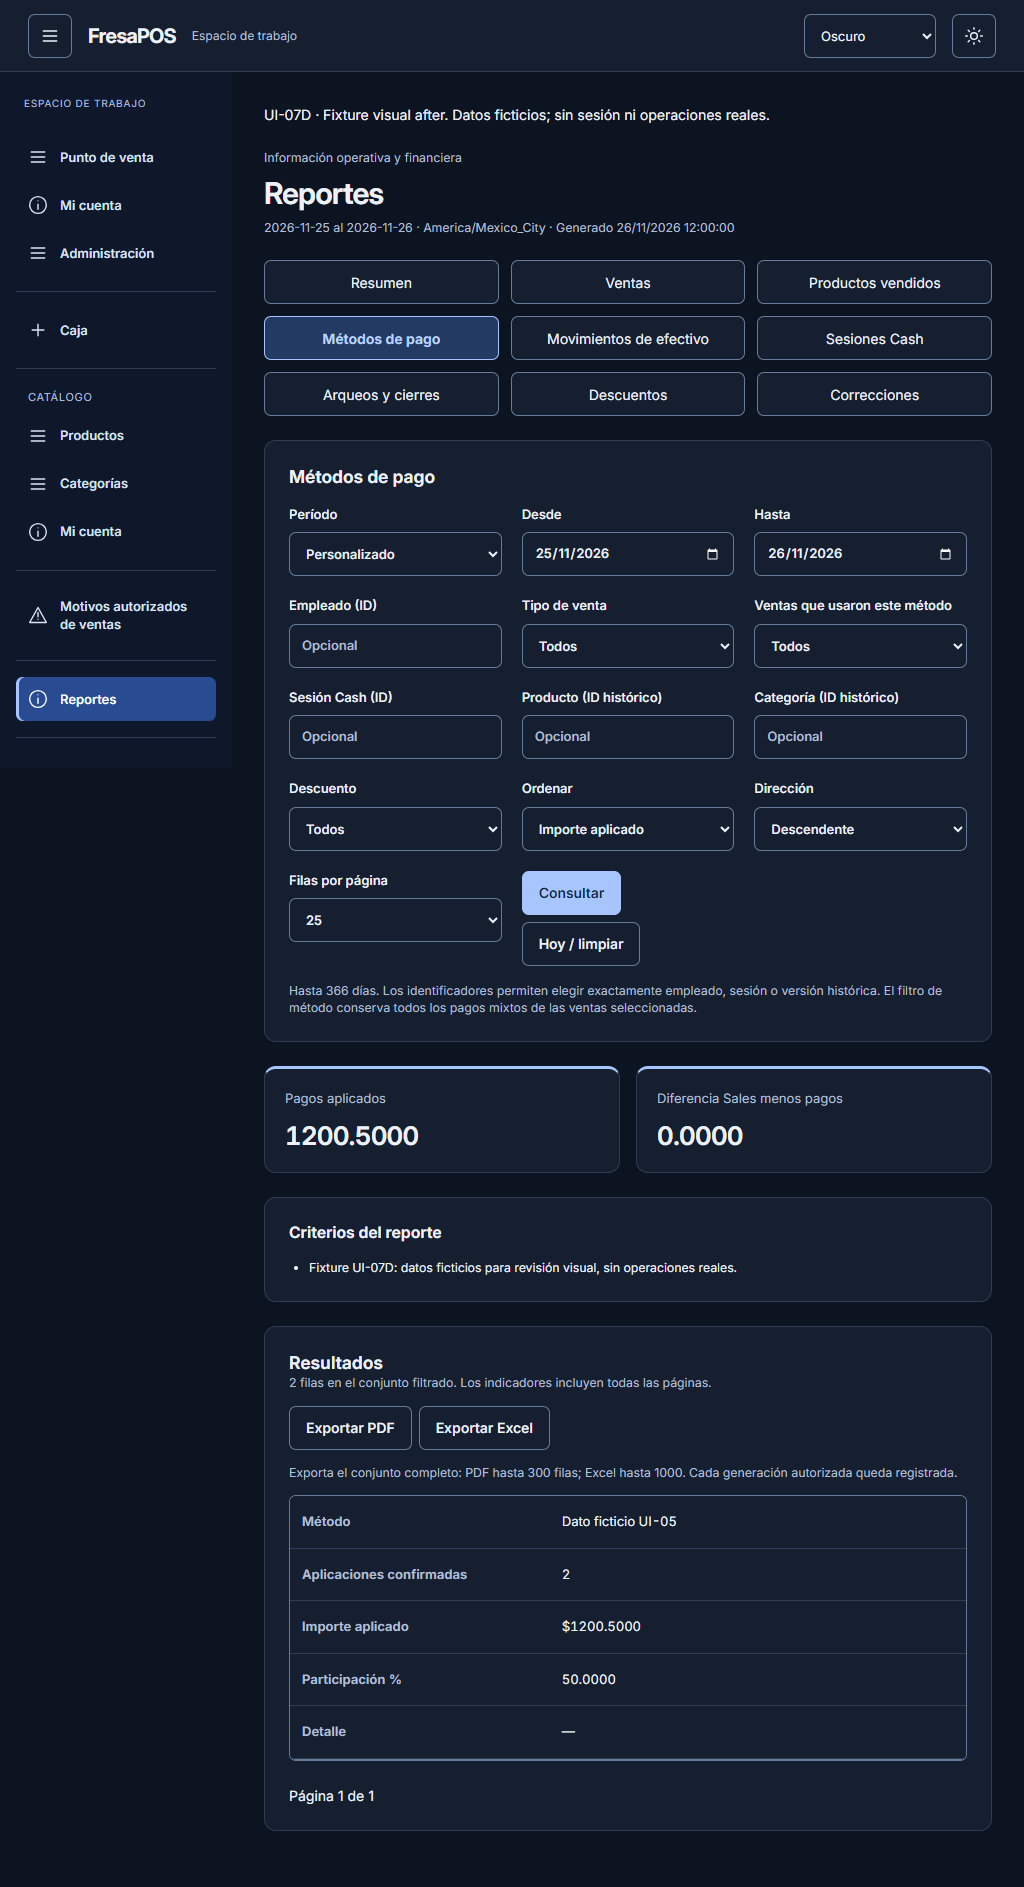 FresaPOS
Espacio de trabajo
Oscuro
ESPACIO DE TRABAJO
Punto de venta
Mi cuenta
Administración
Caja
CATÁLOGO
Productos
Categorías
Mi cuenta
Motivos autorizados
de ventas
Reportes
UI-07D · Fixture visual after. Datos ficticios; sin sesión ni operaciones reales.
Información operativa y financiera
Reportes
2026-11-25 al 2026-11-26 · America/Mexico_City · Generado 26/11/2026 12:00:00
Resumen
Ventas
Productos vendidos
Métodos de pago
Movimientos de efectivo
Sesiones Cash
Arqueos y cierres
Descuentos
Correcciones
Métodos de pago
Período
Desde
Hasta
Personalizado
25/11/2026
26/11/2026
Empleado (ID)
Tipo de venta
Ventas que usaron este método
Opcional
Todos
Todos
Sesión Cash (ID)
Producto (ID histórico)
Categoría (ID histórico)
Opcional
Opcional
Opcional
Descuento
Ordenar
Dirección
Todos
Importe aplicado
Descendente
Filas por página
25
Consultar
Hoy / limpiar
Hasta 366 días. Los identificadores permiten elegir exactamente empleado, sesión o versión histórica. El filtro de
método conserva todos los pagos mixtos de las ventas seleccionadas.
Pagos aplicados
1200.5000
Diferencia Sales menos pagos
0.0000
Criterios del reporte
• Fixture UI-07D: datos ficticios para revisión visual, sin operaciones reales.
Resultados
2 filas en el conjunto filtrado. Los indicadores incluyen todas las páginas.
Exportar PDF
Exportar Excel
Exporta el conjunto completo: PDF hasta 300 filas; Excel hasta 1000. Cada generación autorizada queda registrada.
Método Dato ficticio UI-05
Aplicaciones confirmadas 2
Importe aplicado $1200.5000
Participación % 50.0000
Detalle —
Página 1 de 1